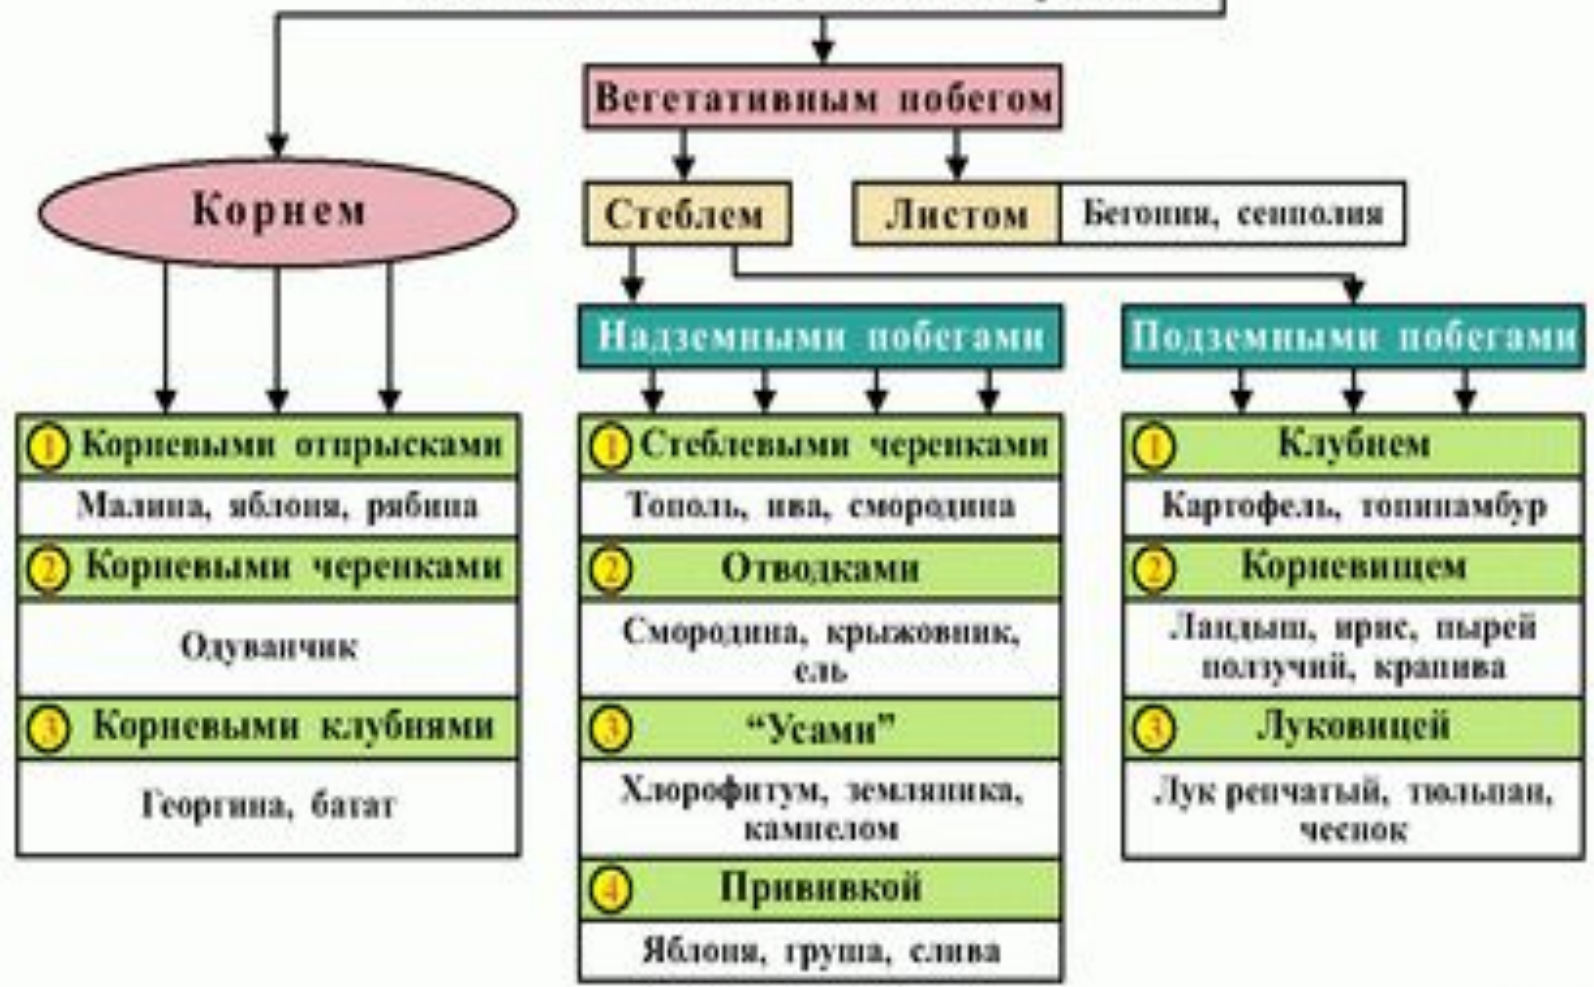 Вегетативным побегом
Корнем
Стеблем
Листом
Бегония, сенполия
Надземными побегами
Подземными побегами
1 Корневыми отпрысками
Малина, яблоня, рябина
2 Корневыми черенками
Одуванчик
3 Корневыми клубнями
Георгина, батат
1 Стеблевыми черенками
Тополь, ива, смородина
2 Отводками
Смородина, крыжовник,
ель
3 “Усами”
Хлорофитум, земляника,
кампелом
4 Прививкой
Яблоня, груша, слива
1 Клубнем
Картофель, топинамбур
2 Корневищем
Ландыш, ирис, пырей
ползучий, крапива
3 Луковицей
Лук репчатый, тюльпан,
чеснок